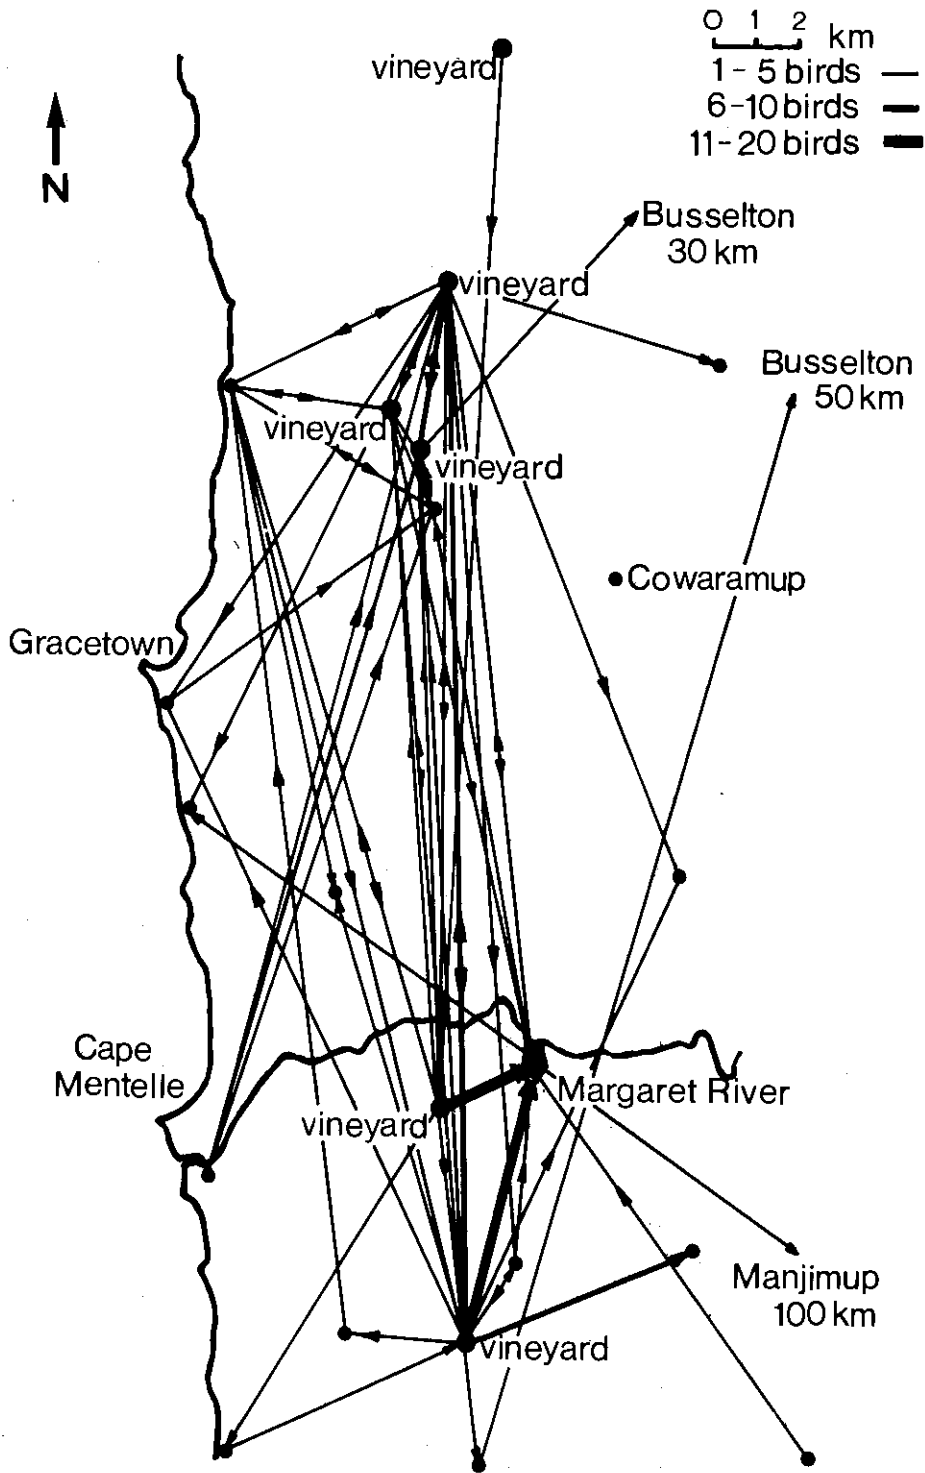 0 1 2 km
vineyard
1-5 birds
6-10 birds
11-20 birds
N
Busselton
30 km
vineyard
Busselton
50 km
vineyard
vineyard
Cowaramup
Gracetown
Cape
Mentelle
Margaret River
vineyard
Manjimup
100 km
vineyard